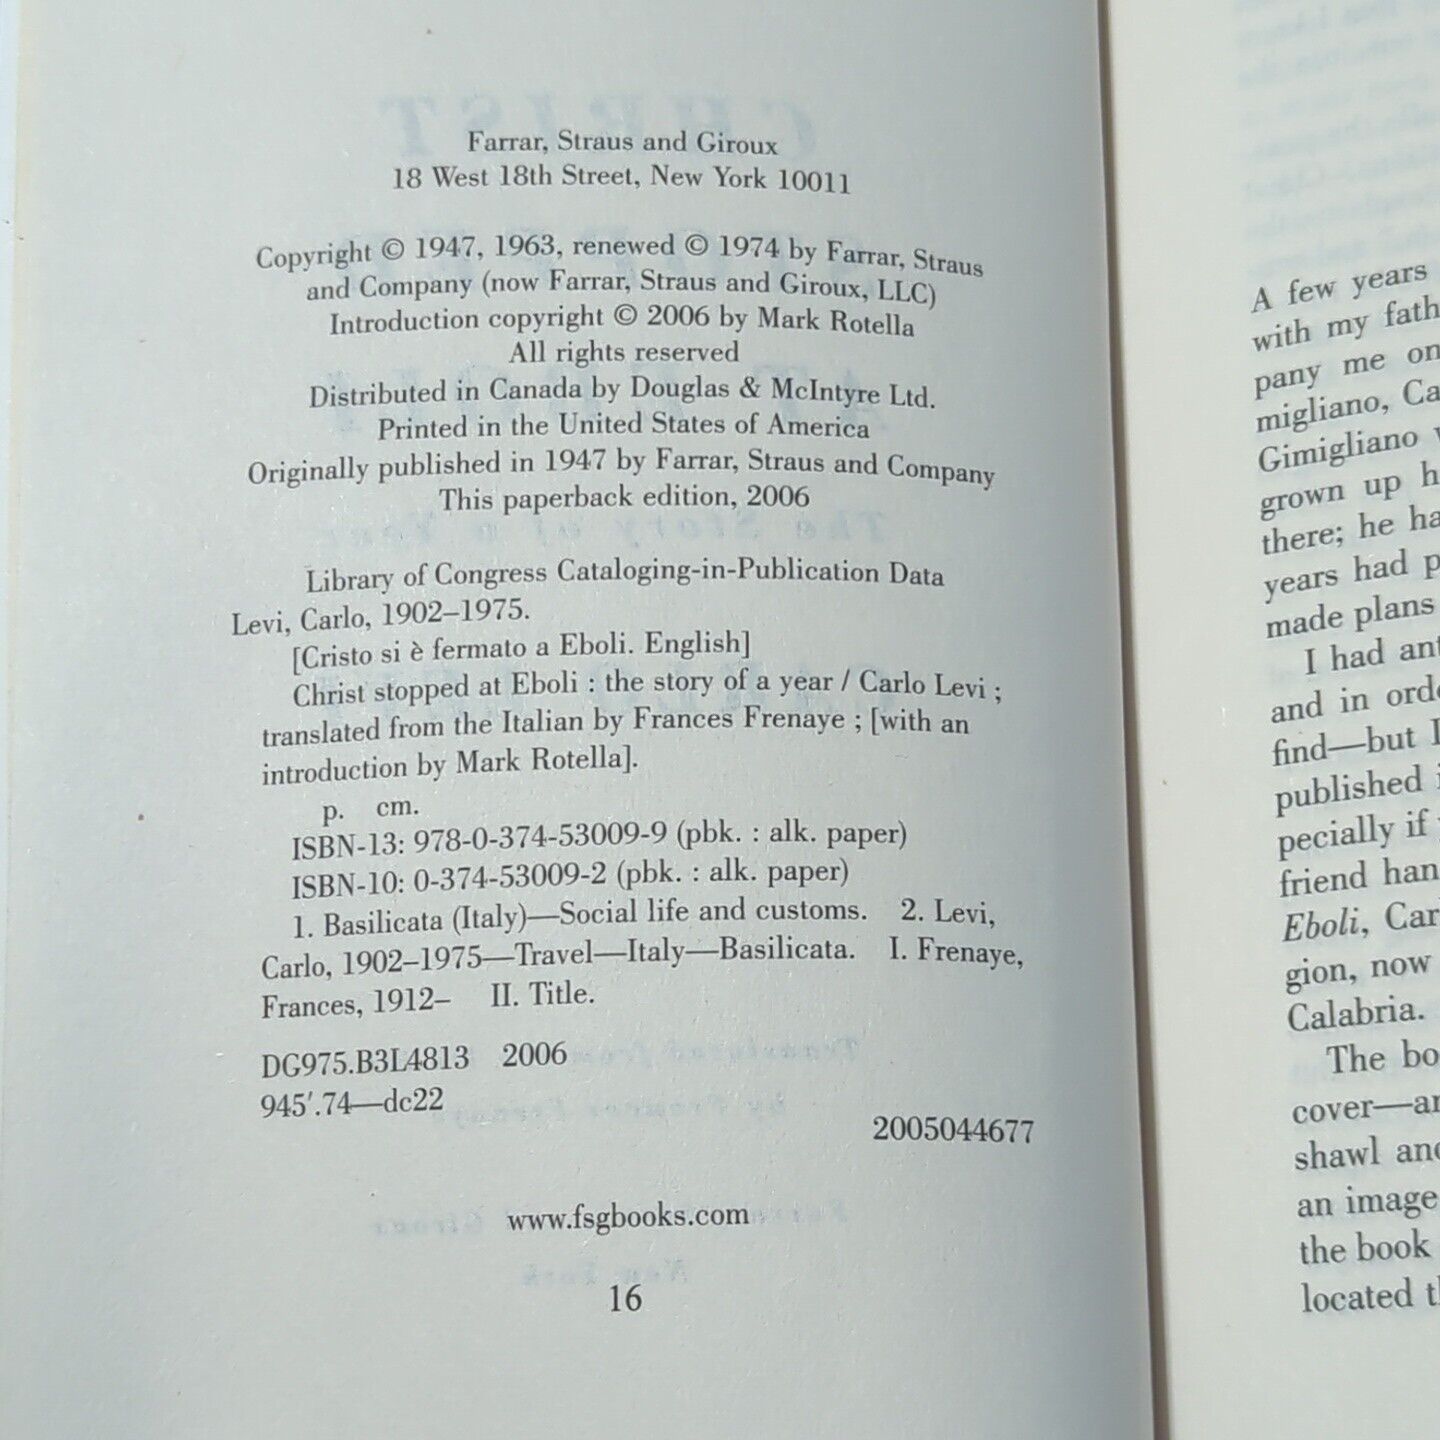 Farrar, Straus and Giroux
18 West 18th Street, New York 10011
Copyright © 1947, 1963, renewed © 1974 by Farrar, Straus
and Company (now Farrar, Straus and Giroux, LLC)
Introduction copyright © 2006 by Mark Rotella
All rights reserved
Distributed in Canada by Douglas & McIntyre Ltd.
Printed in the United States of America
Originally published in 1947 by Farrar, Straus and Company
This paperback edition, 2006
Library of Congress Cataloging-in-Publication Data
Levi, Carlo, 1902–1975.
[Cristo si è fermato a Eboli. English]
Christ stopped at Eboli : the story of a year / Carlo Levi ;
translated from the Italian by Frances Frenaye ; [with an
introduction by Mark Rotella].
p. cm.
ISBN-13: 978-0-374-53009-9 (pbk. : alk. paper)
ISBN-10: 0-374-53009-2 (pbk. : alk. paper)
1. Basilicata (Italy)—Social life and customs. 2. Levi,
Carlo, 1902–1975—Travel—Italy—Basilicata. I. Frenaye,
Frances, 1912– II. Title.
DG975.B3L4813 2006
945'.74—dc22
2005044677
www.fsgbooks.com
16
A few years
with my fath
pany me on
migliano, Ca
Gimigliano
grown up h
there; he ha
years had p
made plans
I had ant
and in orde
find—but I
published i
pecially if
friend han
Eboli, Car
gion, now
Calabria.
The bo
cover—an
shawl and
an image
the book
located th